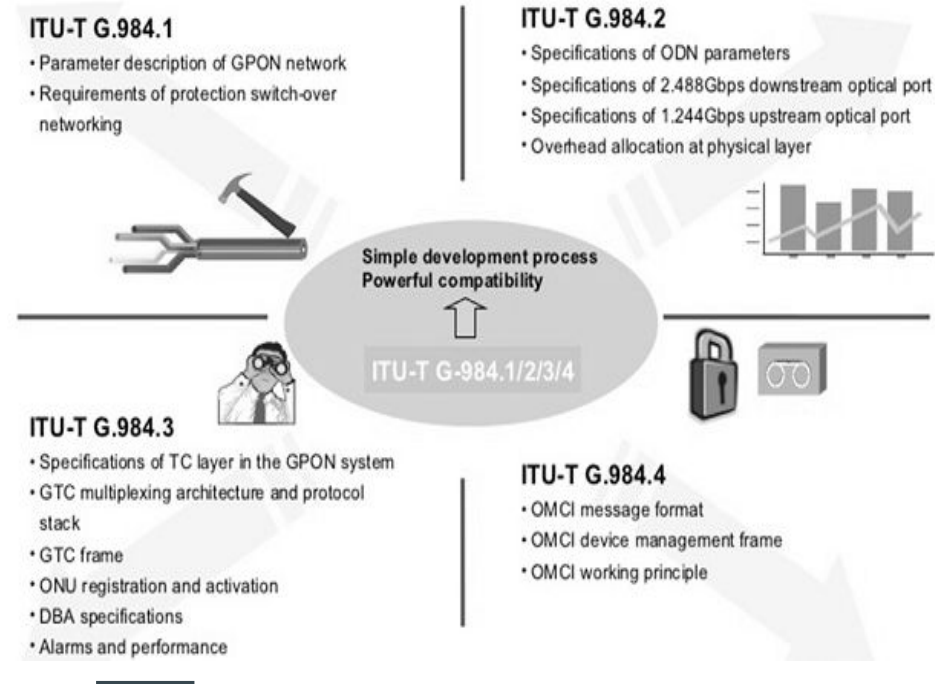 ITU-T G.984.1
• Parameter description of GPON network
• Requirements of protection switch-over
networking
ITU-T G.984.2
• Specifications of ODN parameters
• Specifications of 2.488Gbps downstream optical port
• Specifications of 1.244Gbps upstream optical port
• Overhead allocation at physical layer
Simple development process
Powerful compatibility
ITU-T G-984.1/2/3/4
ITU-T G.984.3
• Specifications of TC layer in the GPON system
• GTC multiplexing architecture and protocol
stack
• GTC frame
• ONU registration and activation
• DBA specifications
• Alarms and performance
ITU-T G.984.4
• OMCI message format
• OMCI device management frame
• OMCI working principle